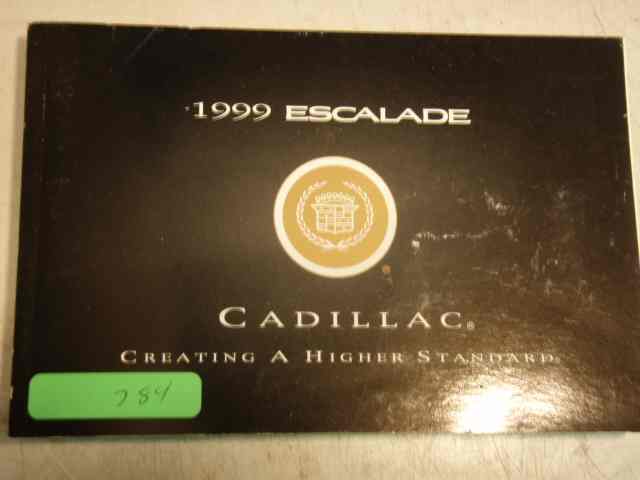 1999 ESCALADE
CADILLAC®
CREATING A HIGHER STANDARD
784